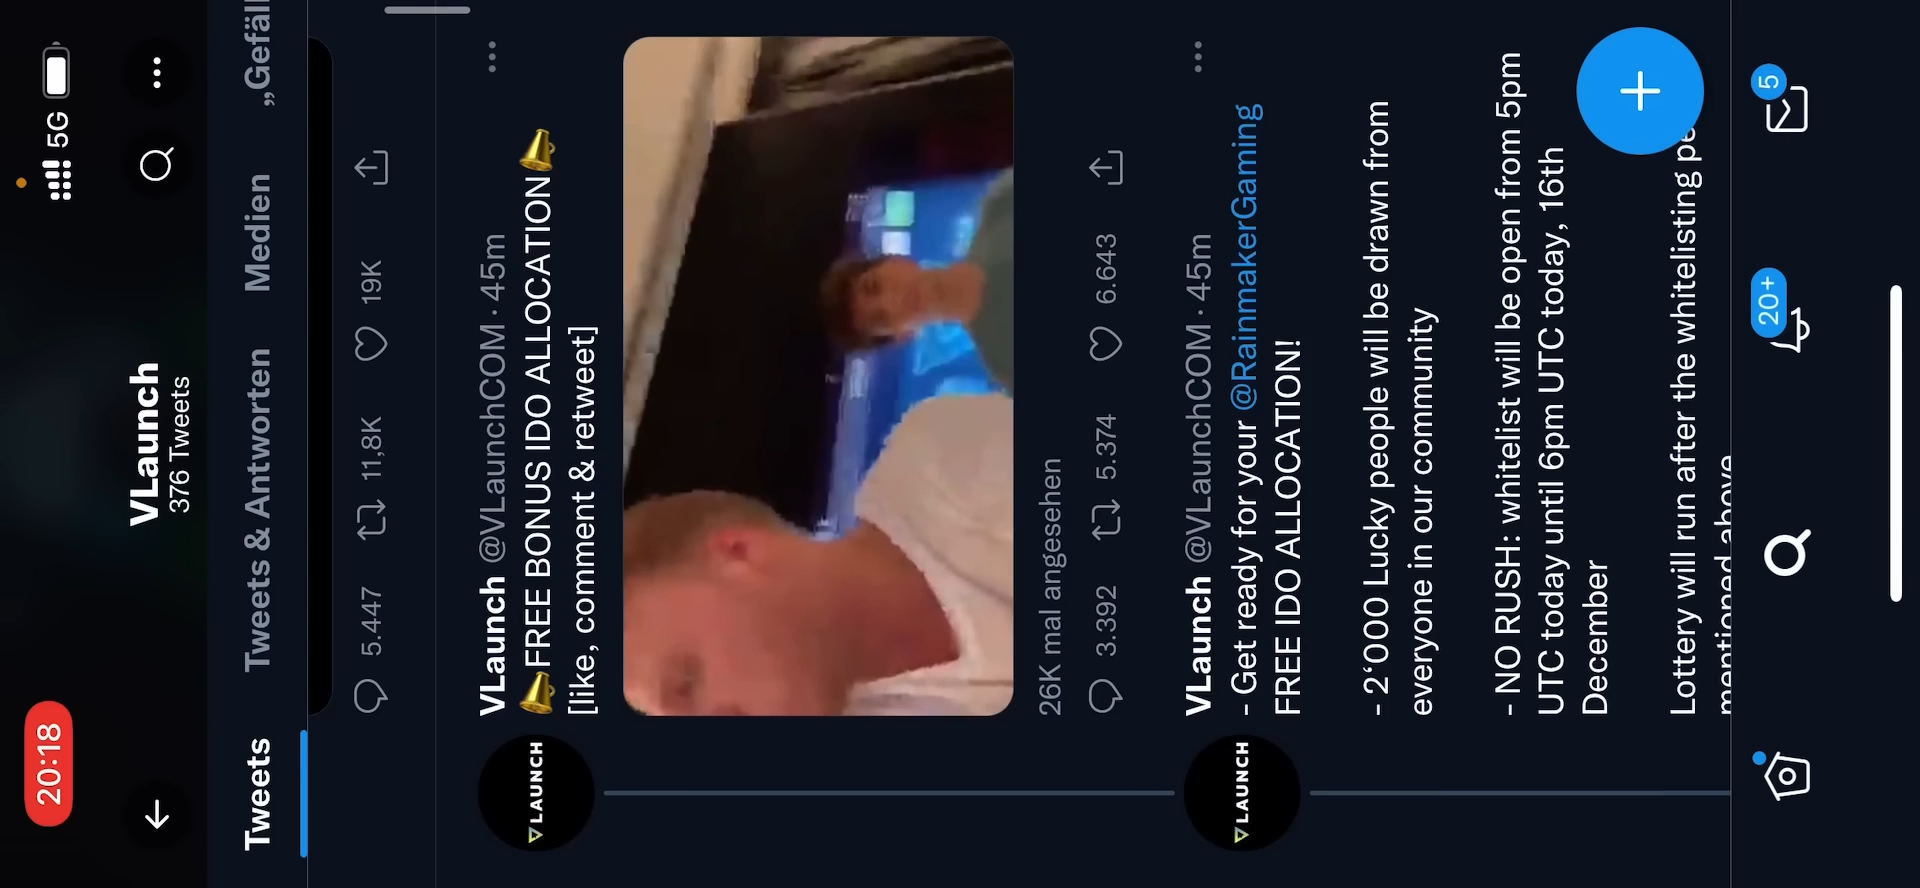 20:18
5G
VLaunch
376 Tweets
Tweets
Tweets & Antworten
Medien
„Gefäll
5.447
11,8K
19K
VLaunch @VLaunchCOM · 45m
FREE BONUS IDO ALLOCATION
[like, comment & retweet]
VLAUNCH
26K mal angesehen
3.392
5.374
6.643
VLaunch @VLaunchCOM · 45m
- Get ready for your @RainmakerGaming
FREE IDO ALLOCATION!
VLAUNCH
- 2‘000 Lucky people will be drawn from
everyone in our community
- NO RUSH: whitelist will be open from 5pm
UTC today until 6pm UTC today, 16th
December
Lottery will run after the whitelisting pe
mentioned above
20+
5